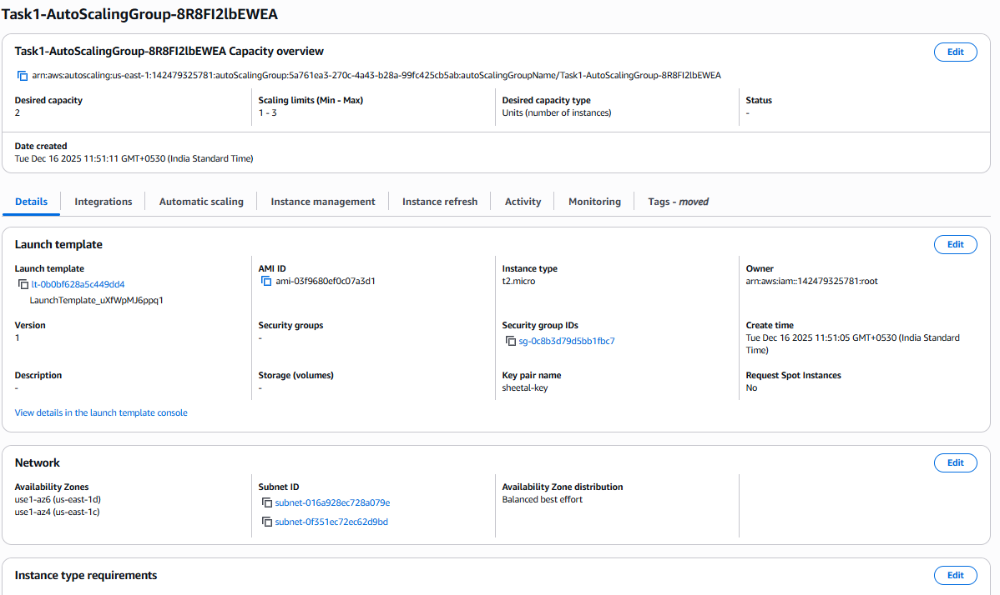 Task1-AutoScalingGroup-8R8FI2lbEWEA
Task1-AutoScalingGroup-8R8FI2lbEWEA Capacity overview
Edit
arn:aws:autoscaling:us-east-1:142479325781:autoScalingGroup:5a761ea3-270c-4a43-b28a-99fc425cb5ab:autoScalingGroupName/Task1-AutoScalingGroup-8R8FI2lbEWEA
Desired capacity
2
Scaling limits (Min - Max)
1 - 3
Desired capacity type
Units (number of instances)
Status
-
Date created
Tue Dec 16 2025 11:51:11 GMT+0530 (India Standard Time)
Details Integrations Automatic scaling Instance management Instance refresh Activity Monitoring Tags - moved
Launch template
Edit
Launch template
lt-0b0bf628a5c449dd4
LaunchTemplate_uXfWpMJ6ppq1
AMI ID
ami-03f9680ef0c07a3d1
Instance type
t2.micro
Owner
arn:aws:iam::142479325781:root
Version
1
Security groups
-
Security group IDs
sg-0c8b3d79d5bb1fbc7
Create time
Tue Dec 16 2025 11:51:05 GMT+0530 (India Standard
Time)
Description
-
Storage (volumes)
-
Key pair name
sheetal-key
Request Spot Instances
No
View details in the launch template console
Network
Edit
Availability Zones
use1-az6 (us-east-1d)
use1-az4 (us-east-1c)
Subnet ID
subnet-016a928ec728a079e
subnet-0f351ec72ec62d9bd
Availability Zone distribution
Balanced best effort
Instance type requirements
Edit